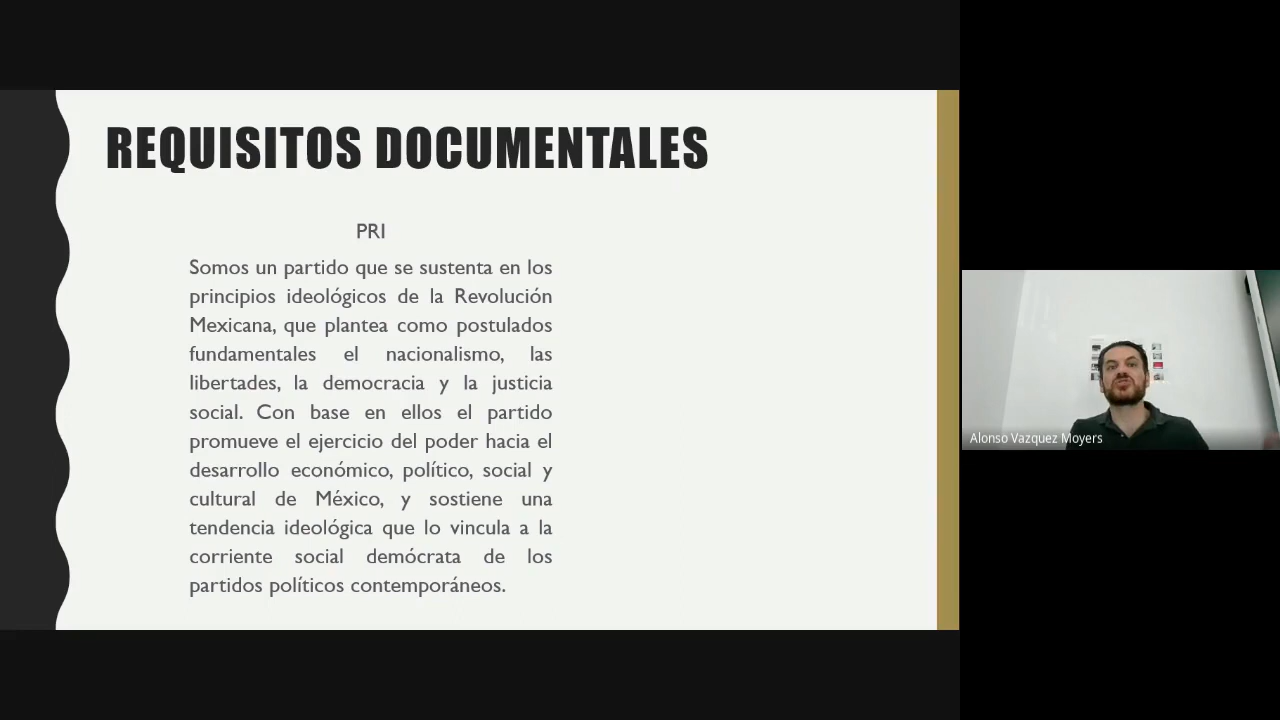 REQUISITOS DOCUMENTALES
PRI
Somos un partido que se sustenta en los
principios ideológicos de la Revolución
Mexicana, que plantea como postulados
fundamentales el nacionalismo, las
libertades, la democracia y la justicia
social. Con base en ellos el partido
promueve el ejercicio del poder hacia el
desarrollo económico, político, social y
cultural de México, y sostiene una
tendencia ideológica que lo vincula a la
corriente social demócrata de los
partidos políticos contemporáneos.
Alonso Vazquez Moyers